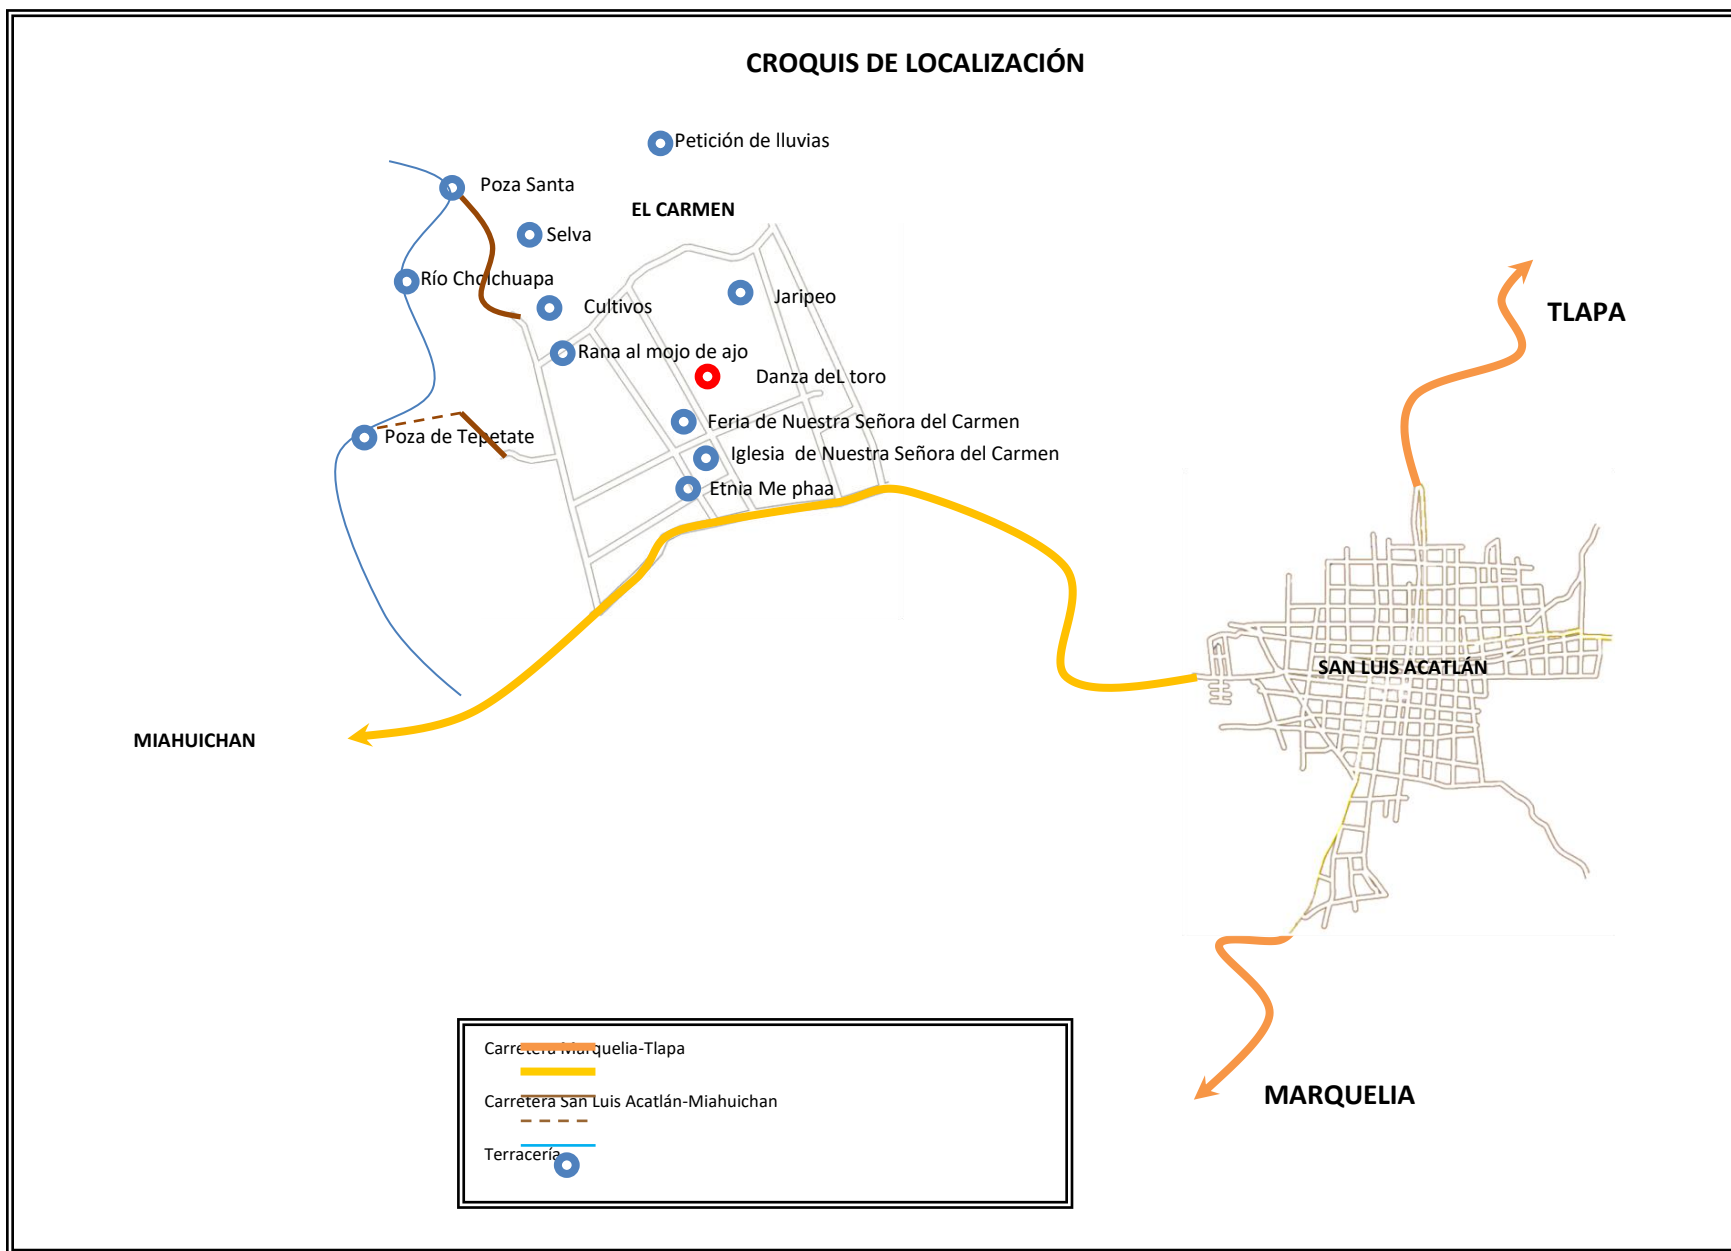 CROQUIS DE LOCALIZACIÓN
Petición de lluvias
Poza Santa
EL CARMEN
Selva
Río Cholchuapa
Jaripeo
Cultivos
TLAPA
Rana al mojo de ajo
Danza deL toro
Feria de Nuestra Señora del Carmen
Poza de Tepetate
Iglesia de Nuestra Señora del Carmen
Etnia Me phaa
SAN LUIS ACATLÁN
MIAHUICHAN
Carretera Marquelia-Tlapa
Carretera San Luis Acatlán-Miahuichan
Terracería
MARQUELIA